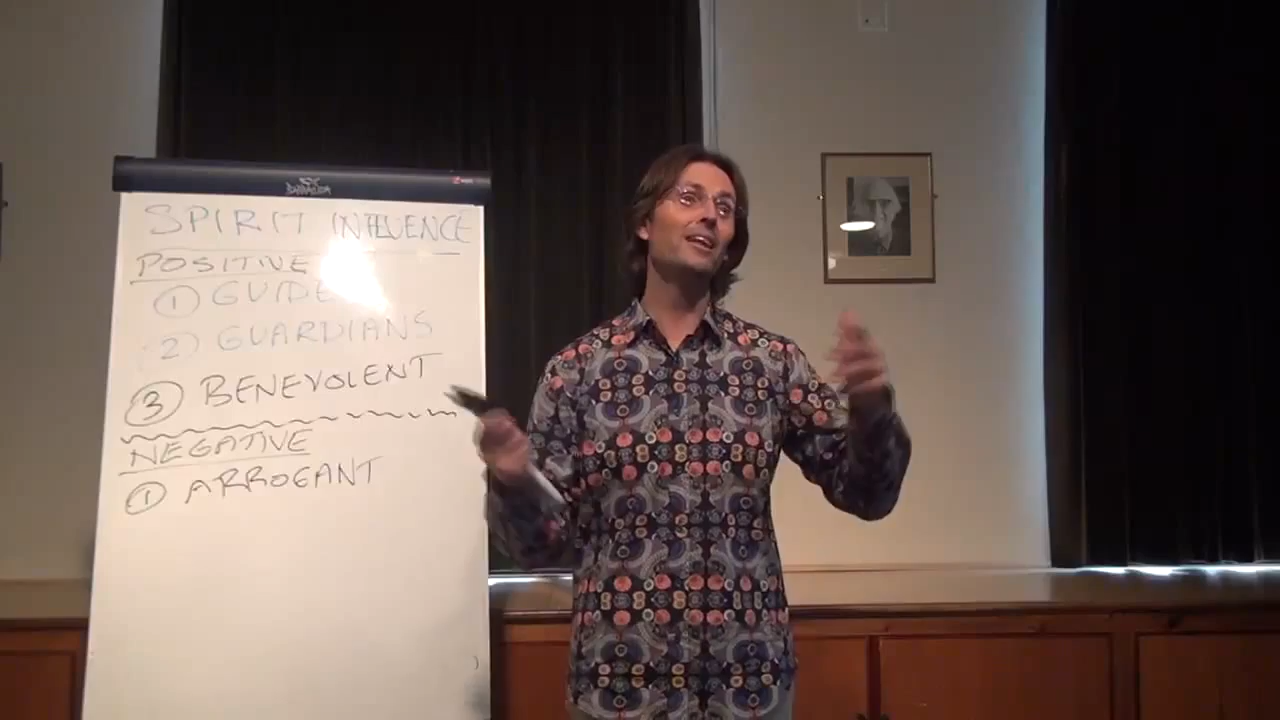 SPIRIT INFLUENCE
POSITIVE
① GUIDE
② GUARDIANS
③ BENEVOLENT
NEGATIVE
① ARROGANT